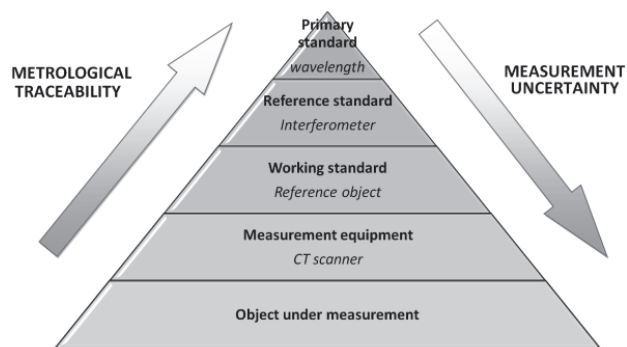 Primary
standard
wavelength
METROLOGICAL
TRACEABILITY
MEASUREMENT
UNCERTAINTY
Reference standard
Interferometer
Working standard
Reference object
Measurement equipment
CT scanner
Object under measurement